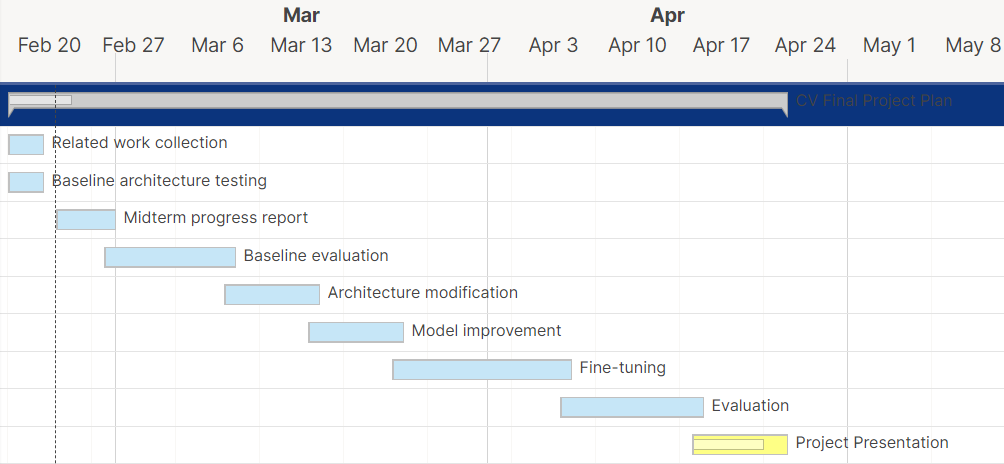 Mar Apr
Feb 20 Feb 27 Mar 6 Mar 13 Mar 20 Mar 27 Apr 3 Apr 10 Apr 17 Apr 24 May 1 May 8
CV Final Project Plan
Related work collection
Baseline architecture testing
Midterm progress report
Baseline evaluation
Architecture modification
Model improvement
Fine-tuning
Evaluation
Project Presentation